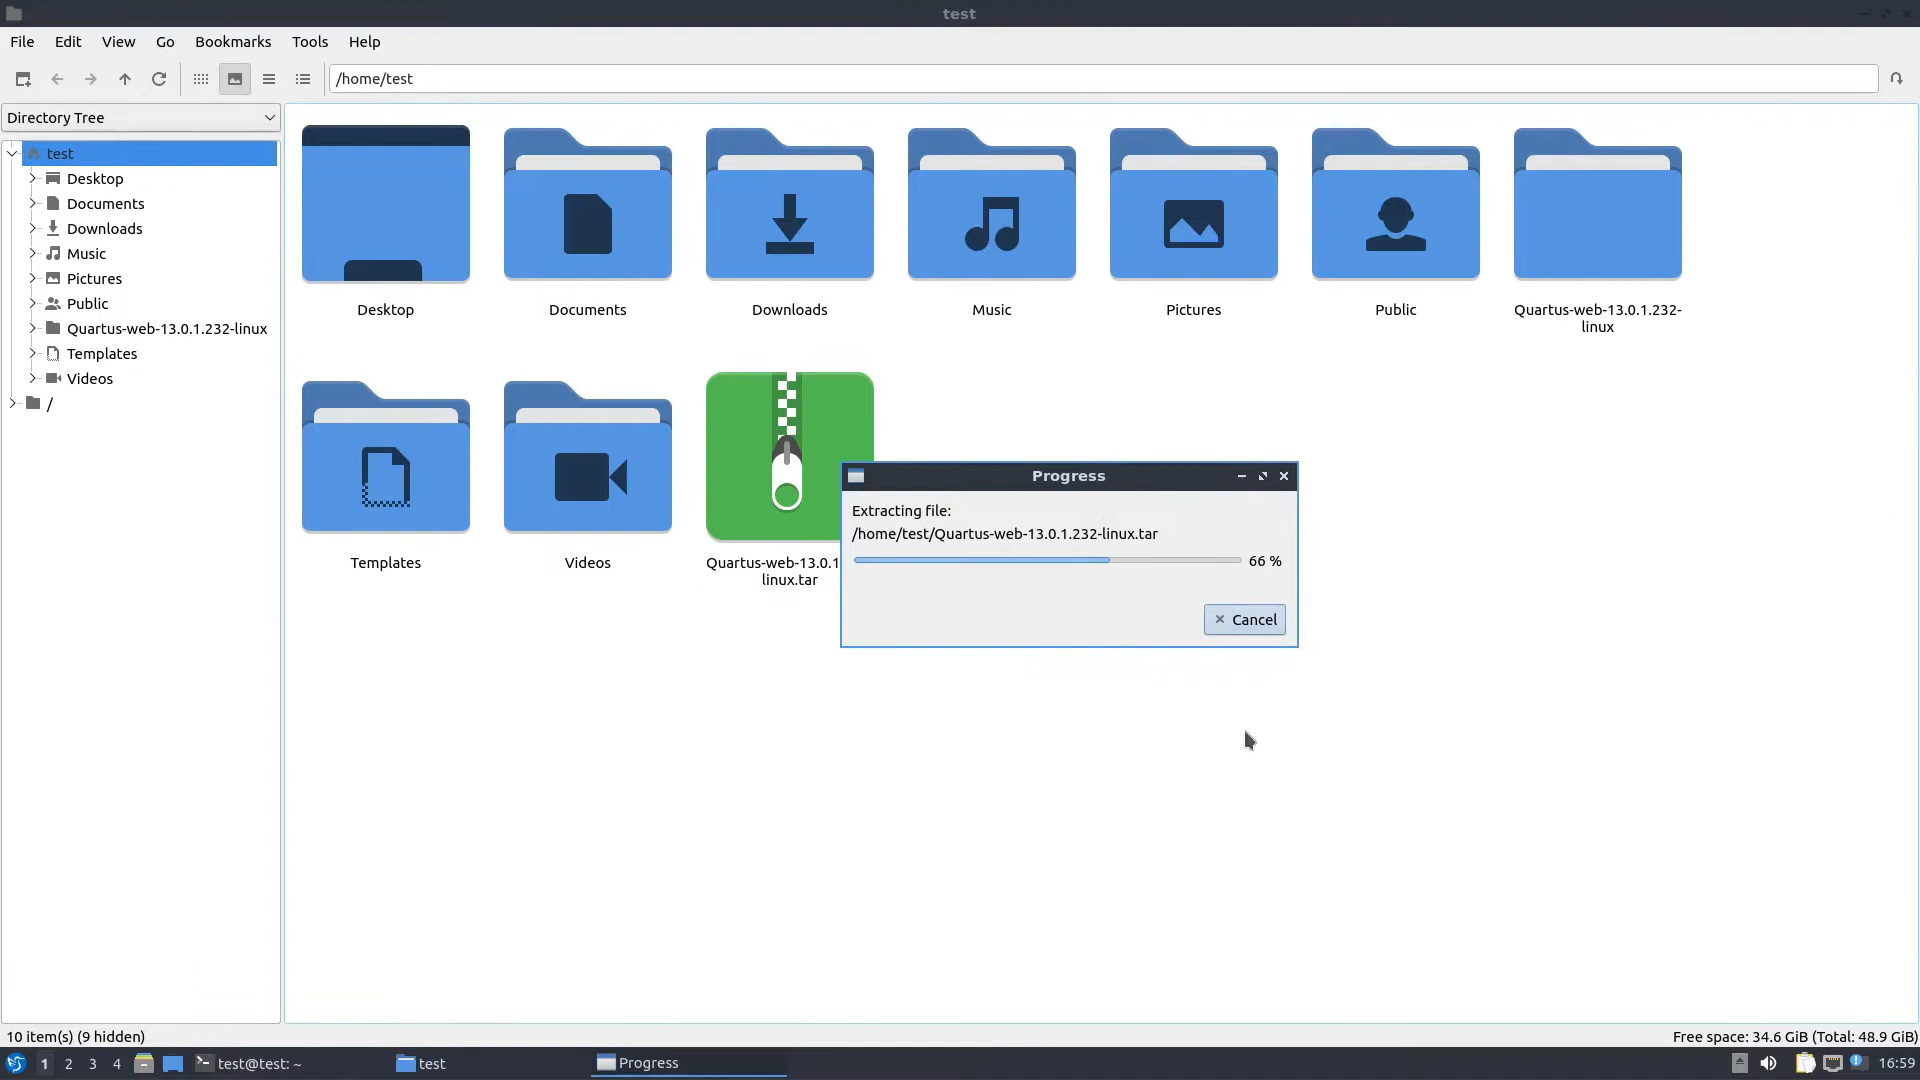 test
File Edit View Go Bookmarks Tools Help
/home/test
Directory Tree
test
Desktop
Documents
Downloads
Music
Pictures
Public
Quartus-web-13.0.1.232-linux
Templates
Videos
/
Desktop Documents Downloads Music Pictures Public Quartus-web-13.0.1.232-
linux
Templates Videos Quartus-web-13.0.1
linux.tar
Progress
Extracting file:
/home/test/Quartus-web-13.0.1.232-linux.tar
66 %
Cancel
10 item(s) (9 hidden) Free space: 34.6 GiB (Total: 48.9 GiB)
1 2 3 4 test@test: ~ test Progress 16:59